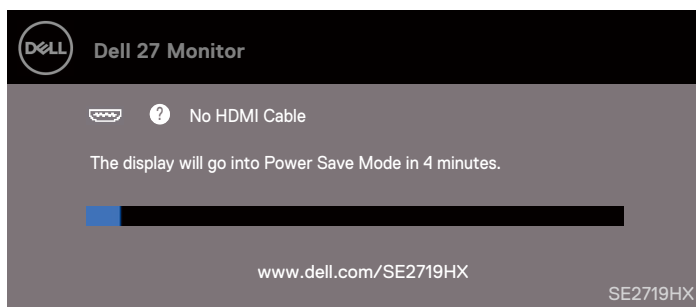 DELL
Dell 27 Monitor
? No HDMI Cable
The display will go into Power Save Mode in 4 minutes.
www.dell.com/SE2719HX
SE2719HX